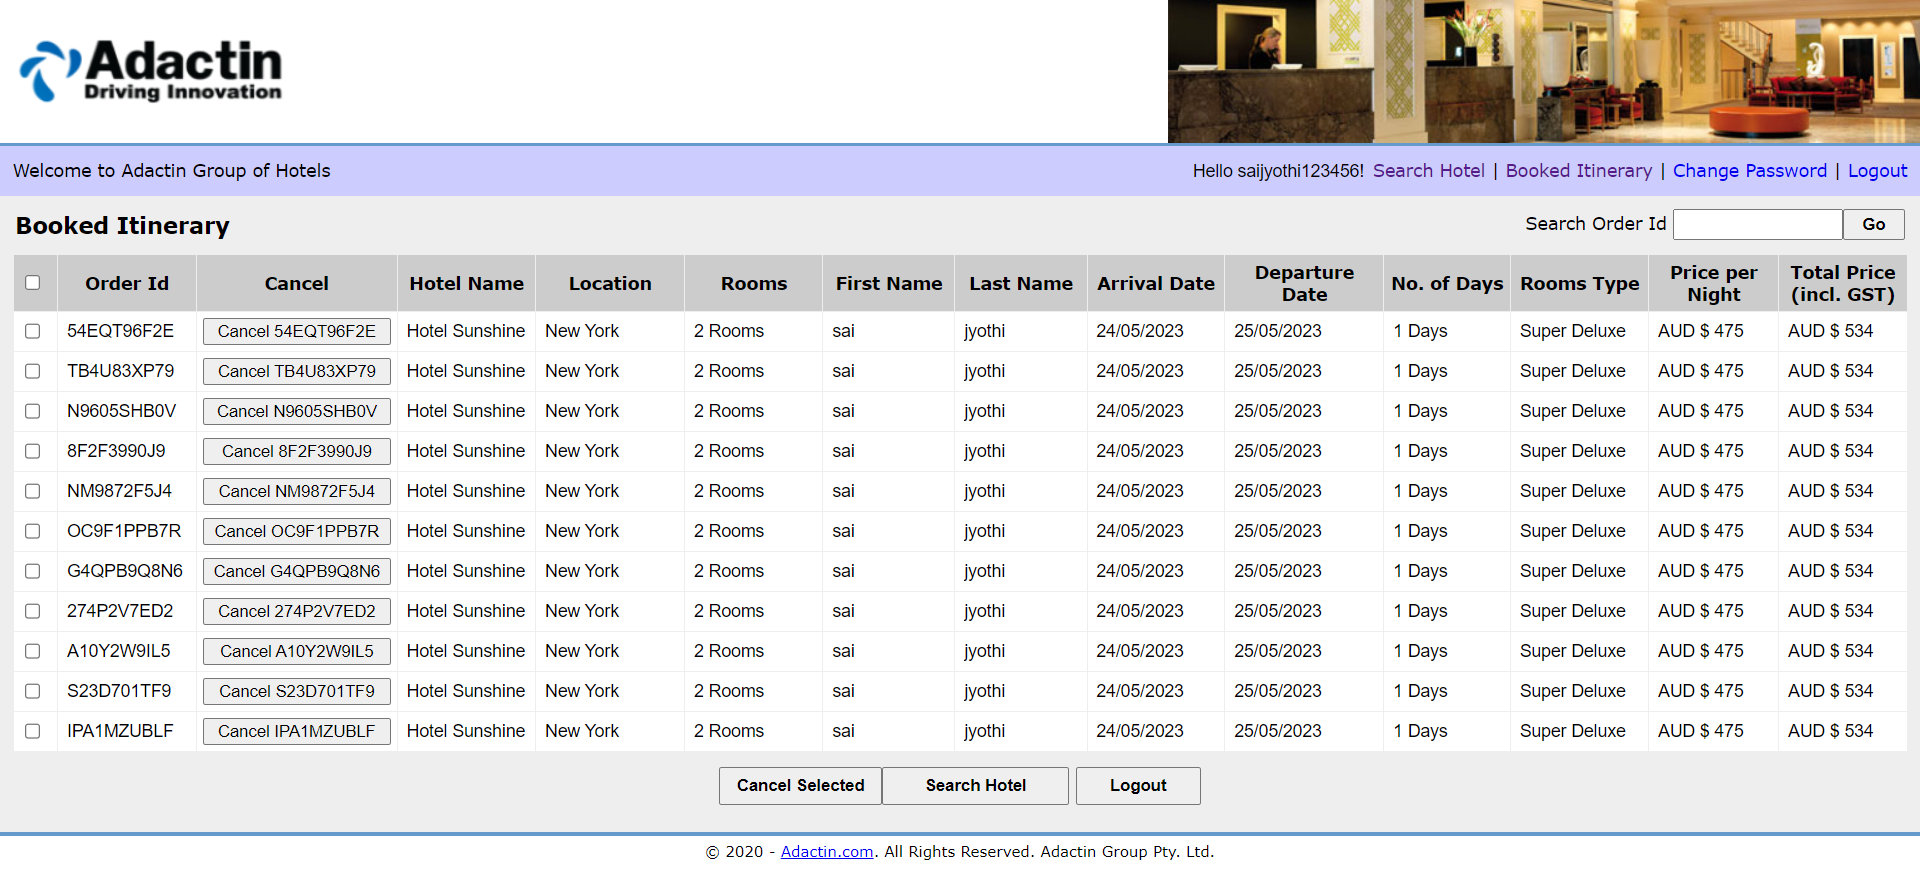 Adactin
Driving Innovation
Welcome to Adactin Group of Hotels
Hello saijyothi123456! Search Hotel | Booked Itinerary | Change Password | Logout
Booked Itinerary
Search Order Id Go
Order Id Cancel Hotel Name Location Rooms First Name Last Name Arrival Date Departure Date No. of Days Rooms Type Price per Night Total Price (incl. GST)
54EQT96F2E Cancel 54EQT96F2E Hotel Sunshine New York 2 Rooms sai jyothi 24/05/2023 25/05/2023 1 Days Super Deluxe AUD $ 475 AUD $ 534
TB4U83XP79 Cancel TB4U83XP79 Hotel Sunshine New York 2 Rooms sai jyothi 24/05/2023 25/05/2023 1 Days Super Deluxe AUD $ 475 AUD $ 534
N9605SHB0V Cancel N9605SHB0V Hotel Sunshine New York 2 Rooms sai jyothi 24/05/2023 25/05/2023 1 Days Super Deluxe AUD $ 475 AUD $ 534
8F2F3990J9 Cancel 8F2F3990J9 Hotel Sunshine New York 2 Rooms sai jyothi 24/05/2023 25/05/2023 1 Days Super Deluxe AUD $ 475 AUD $ 534
NM9872F5J4 Cancel NM9872F5J4 Hotel Sunshine New York 2 Rooms sai jyothi 24/05/2023 25/05/2023 1 Days Super Deluxe AUD $ 475 AUD $ 534
OC9F1PPB7R Cancel OC9F1PPB7R Hotel Sunshine New York 2 Rooms sai jyothi 24/05/2023 25/05/2023 1 Days Super Deluxe AUD $ 475 AUD $ 534
G4QPB9Q8N6 Cancel G4QPB9Q8N6 Hotel Sunshine New York 2 Rooms sai jyothi 24/05/2023 25/05/2023 1 Days Super Deluxe AUD $ 475 AUD $ 534
274P2V7ED2 Cancel 274P2V7ED2 Hotel Sunshine New York 2 Rooms sai jyothi 24/05/2023 25/05/2023 1 Days Super Deluxe AUD $ 475 AUD $ 534
A10Y2W9IL5 Cancel A10Y2W9IL5 Hotel Sunshine New York 2 Rooms sai jyothi 24/05/2023 25/05/2023 1 Days Super Deluxe AUD $ 475 AUD $ 534
S23D701TF9 Cancel S23D701TF9 Hotel Sunshine New York 2 Rooms sai jyothi 24/05/2023 25/05/2023 1 Days Super Deluxe AUD $ 475 AUD $ 534
IPA1MZUBLF Cancel IPA1MZUBLF Hotel Sunshine New York 2 Rooms sai jyothi 24/05/2023 25/05/2023 1 Days Super Deluxe AUD $ 475 AUD $ 534
Cancel Selected Search Hotel Logout
© 2020 - Adactin.com. All Rights Reserved. Adactin Group Pty. Ltd.